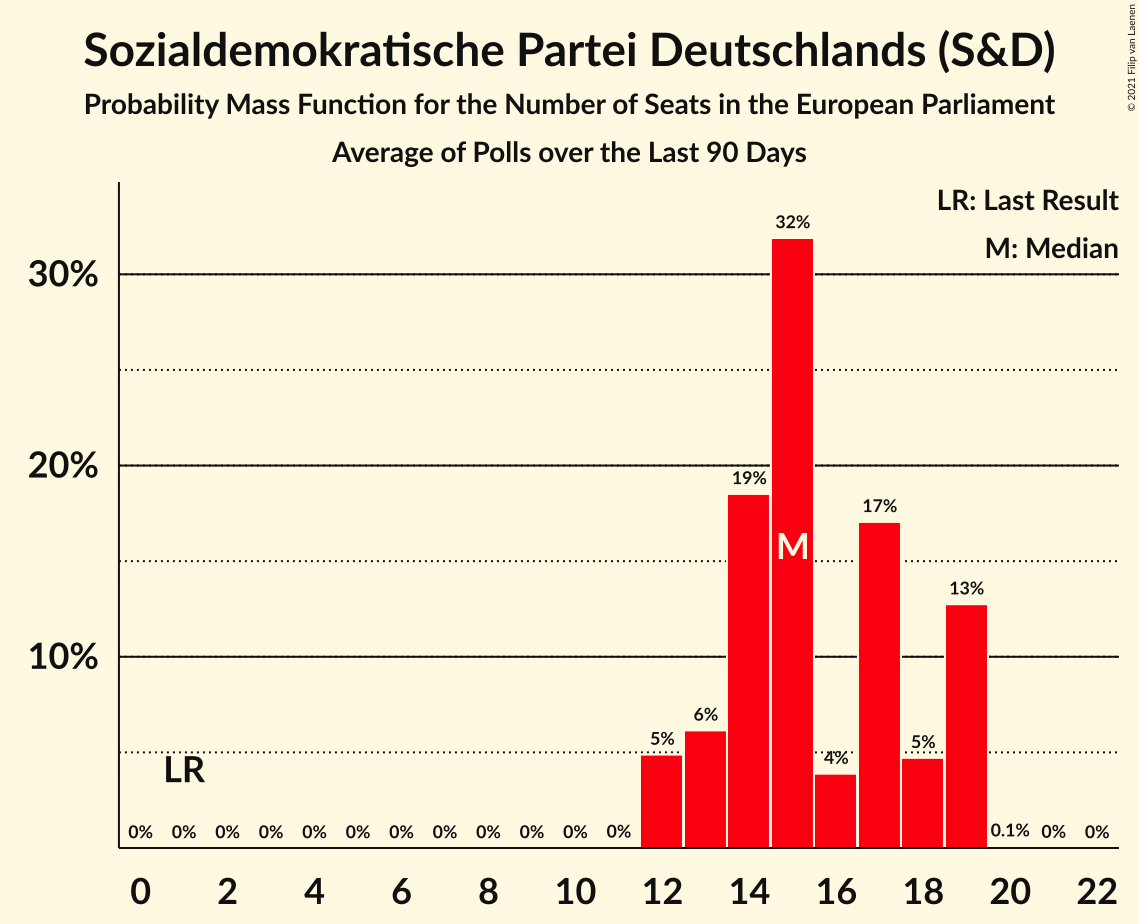 Sozialdemokratische Partei Deutschlands (S&D)
Probability Mass Function for the Number of Seats in the European Parliament
Average of Polls over the Last 90 Days
© 2021 Filip van Laenen
LR: Last Result
M: Median
30%
20%
10%
32%
19%
17%
13%
6%
5%
4%
5%
M
LR
0% 0% 0% 0% 0% 0% 0% 0% 0% 0% 0% 0% 0.1% 0% 0%
0 2 4 6 8 10 12 14 16 18 20 22